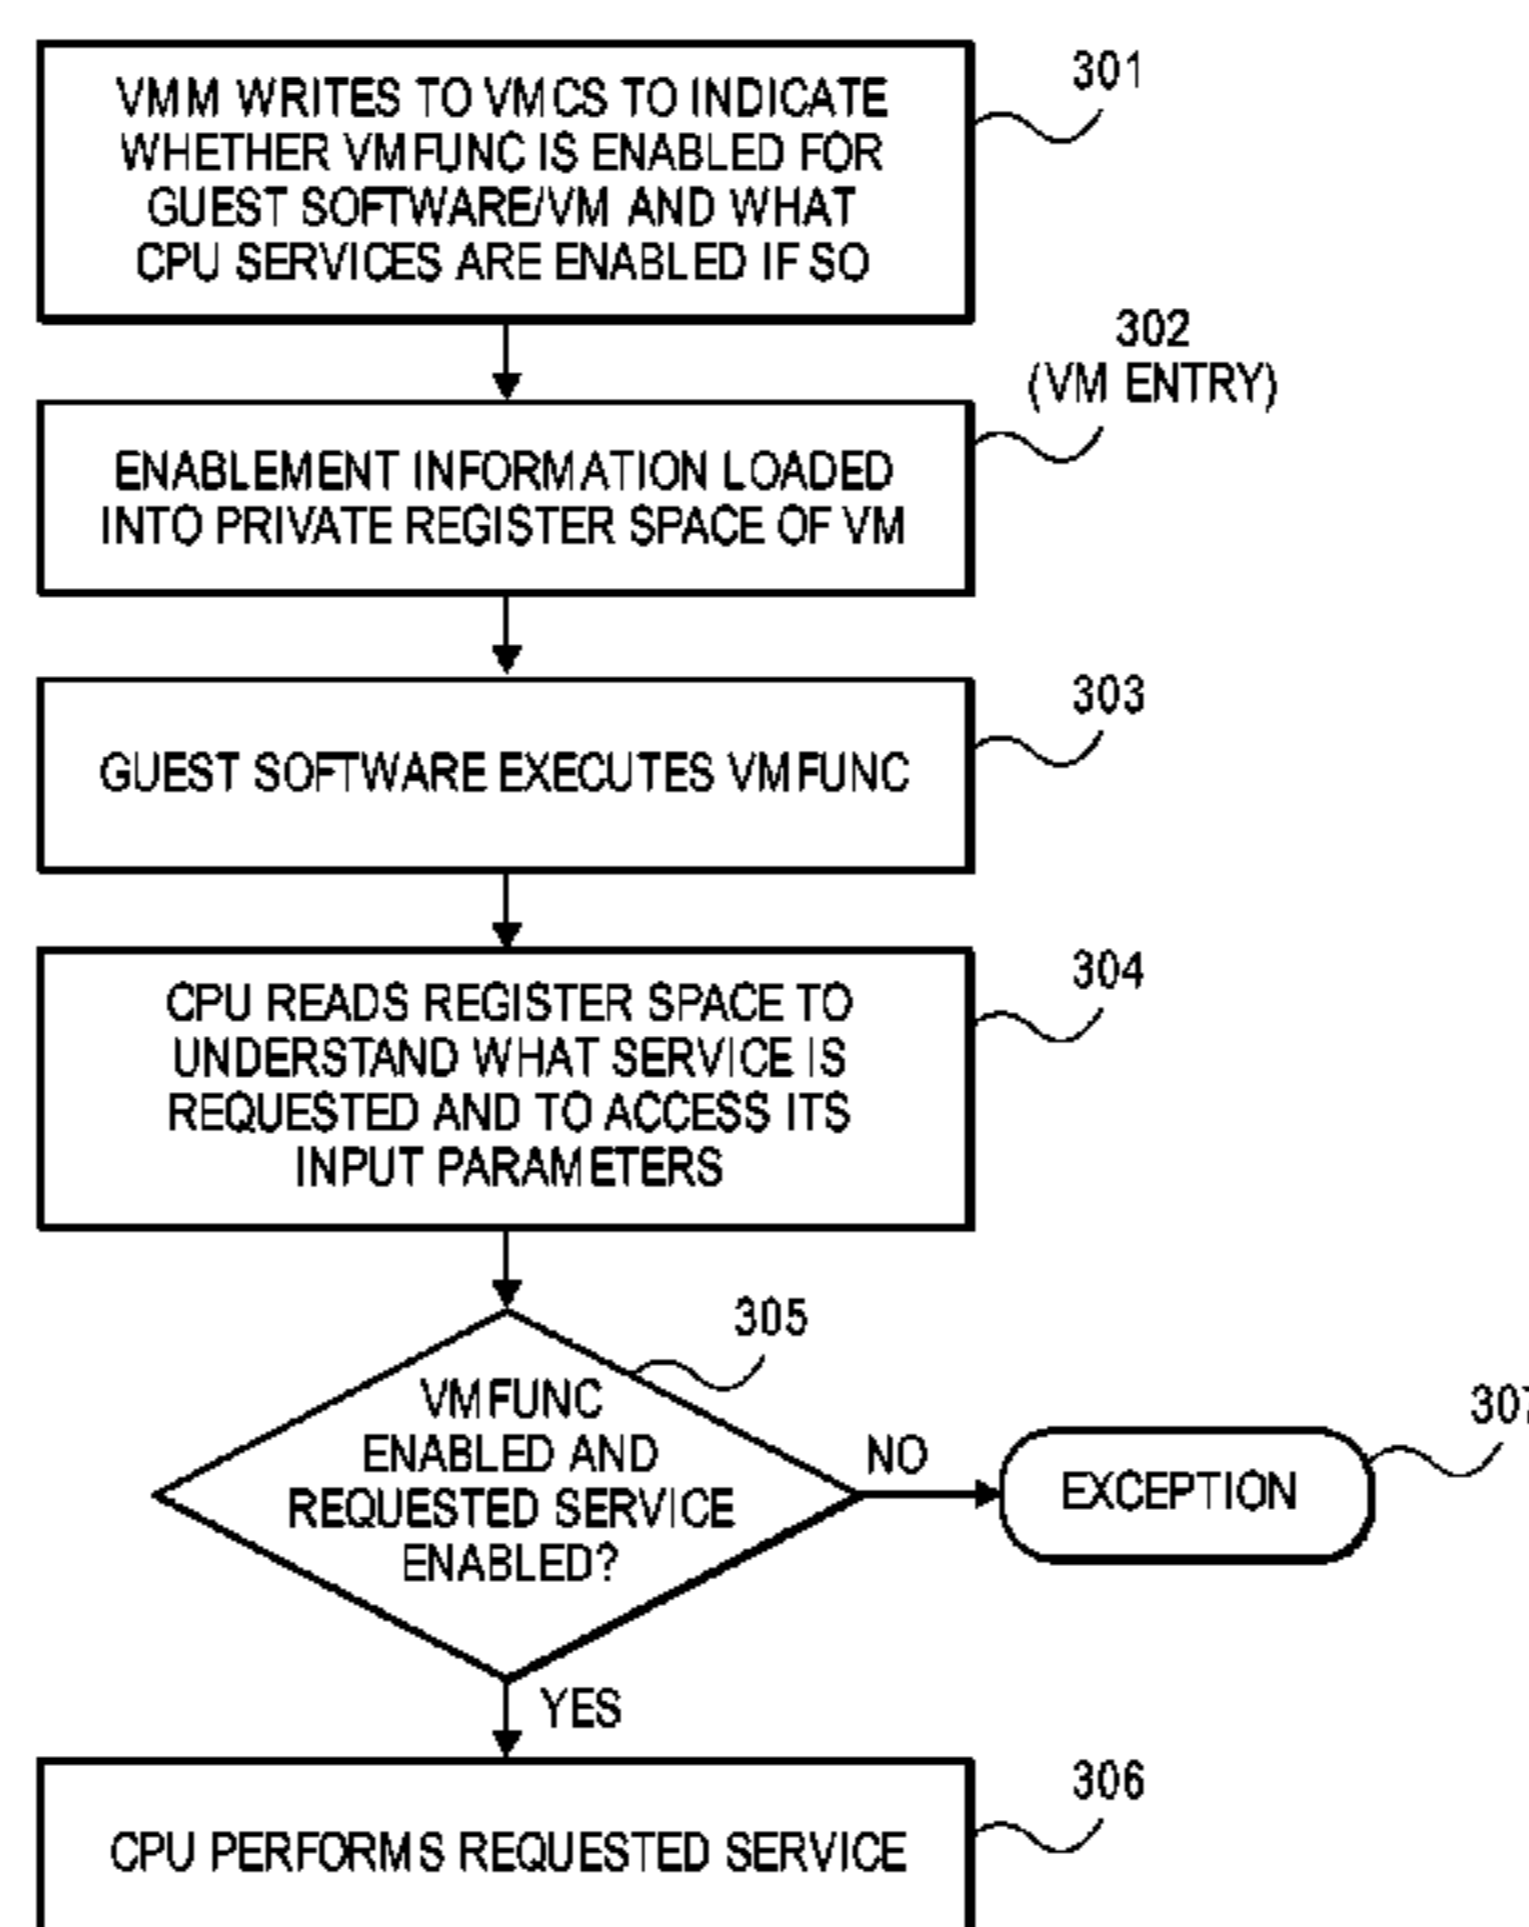 VMM WRITES TO VMCS TO INDICATE
WHETHER VMFUNC IS ENABLED FOR
GUEST SOFTWARE/VM AND WHAT
CPU SERVICES ARE ENABLED IF SO
301
302
(VM ENTRY)
ENABLEMENT INFORMATION LOADED
INTO PRIVATE REGISTER SPACE OF VM
303
GUEST SOFTWARE EXECUTES VMFUNC
304
CPU READS REGISTER SPACE TO
UNDERSTAND WHAT SERVICE IS
REQUESTED AND TO ACCESS ITS
INPUT PARAMETERS
305
VMFUNC
ENABLED AND
REQUESTED SERVICE
ENABLED?
NO
307
EXCEPTION
YES
306
CPU PERFORMS REQUESTED SERVICE